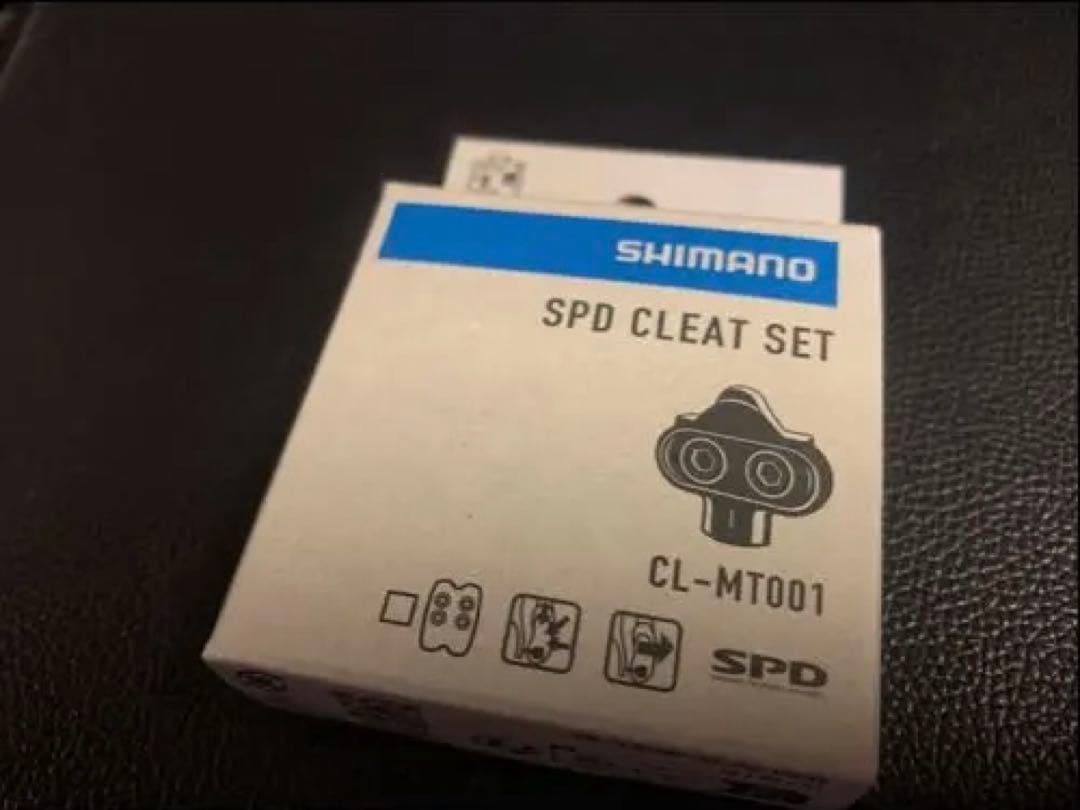 SHIMANO
SPD CLEAT SET
CL-MT001
SPD